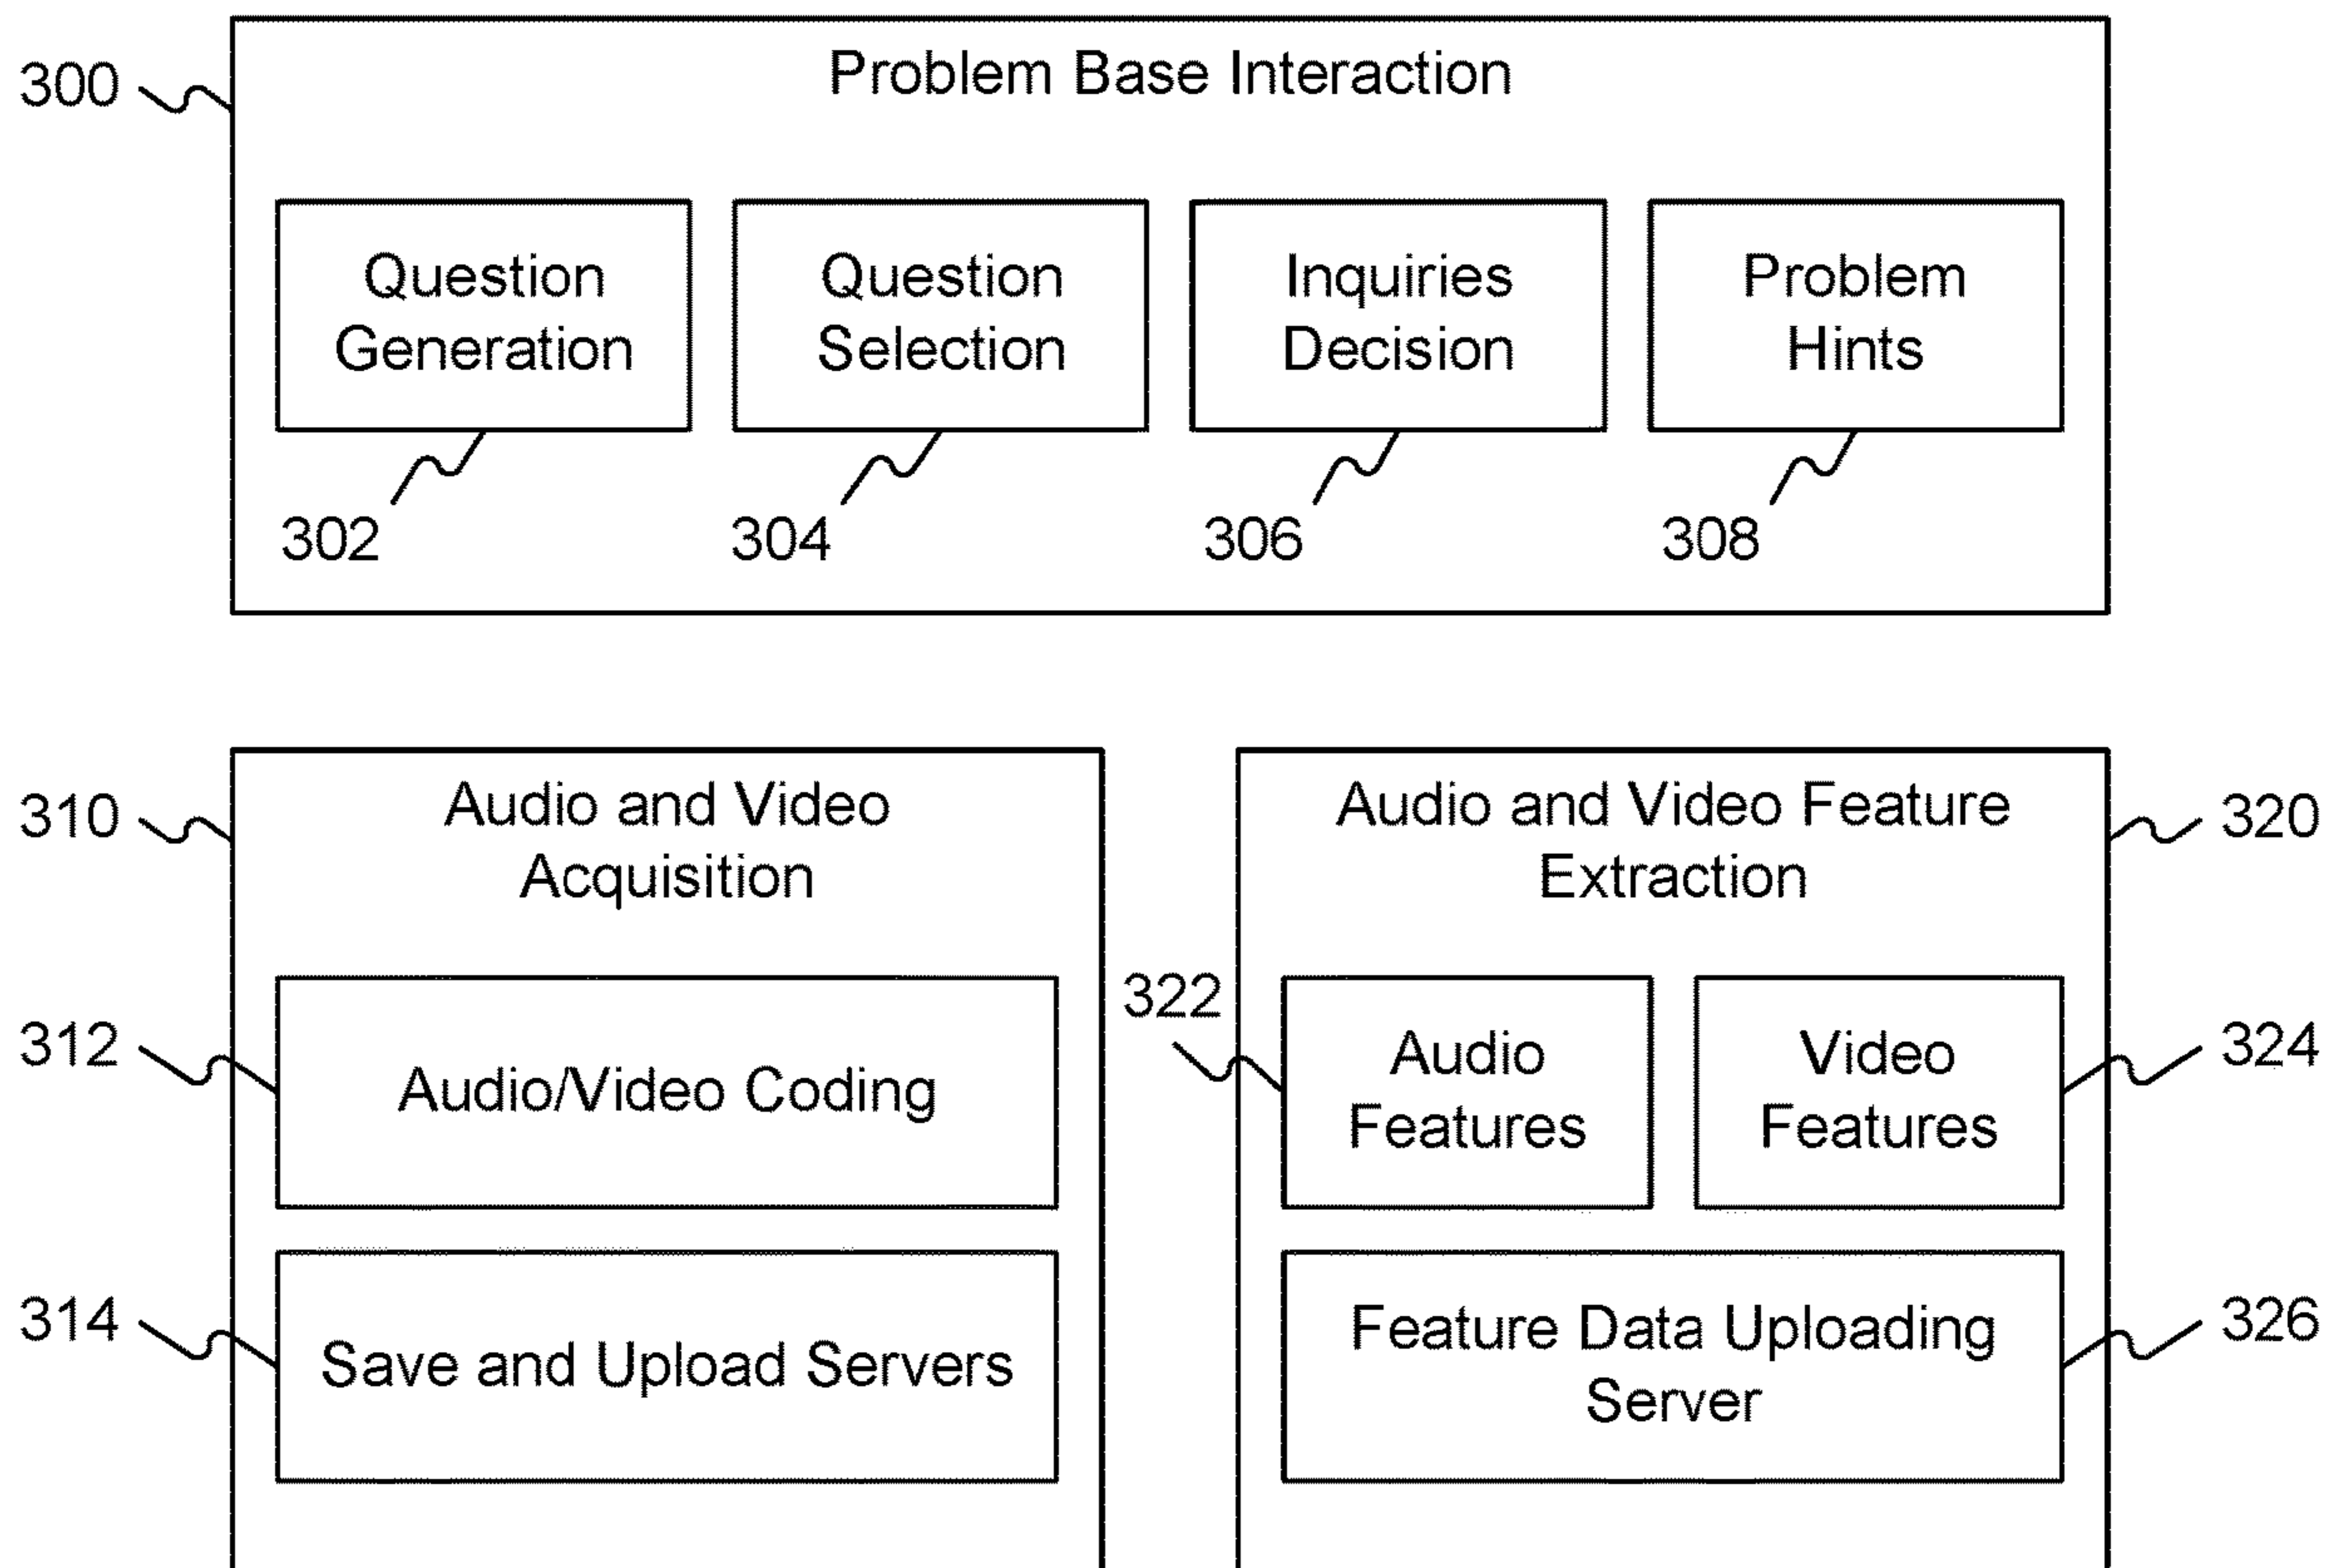 300
Problem Base Interaction
Question
Generation
Question
Selection
Inquiries
Decision
Problem
Hints
302
304
306
308
310
Audio and Video
Acquisition
312
Audio/Video Coding
314
Save and Upload Servers
Audio and Video Feature
Extraction
320
322
Audio
Features
Video
Features
324
Feature Data Uploading
Server
326